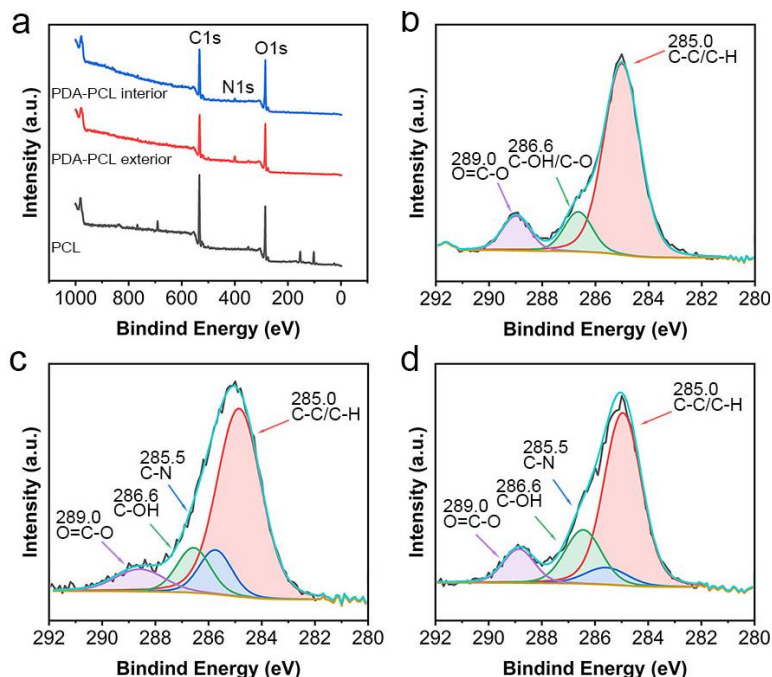 a
C1s
O1s
N1s
PDA-PCL interior
PDA-PCL exterior
PCL
Intensity (a.u.)
1000 800 600 400 200 0
Bindind Energy (eV)
b
285.0
C-C/C-H
286.6
C-OH/C-O
289.0
O=C-O
Intensity (a.u.)
292 290 288 286 284 282 280
Bindind Energy (eV)
c
285.0
C-C/C-H
285.5
C-N
286.6
C-OH
289.0
O=C-O
Intensity (a.u.)
292 290 288 286 284 282 280
Bindind Energy (eV)
d
285.0
C-C/C-H
285.5
C-N
286.6
C-OH
289.0
O=C-O
Intensity (a.u.)
292 290 288 286 284 282 280
Bindind Energy (eV)